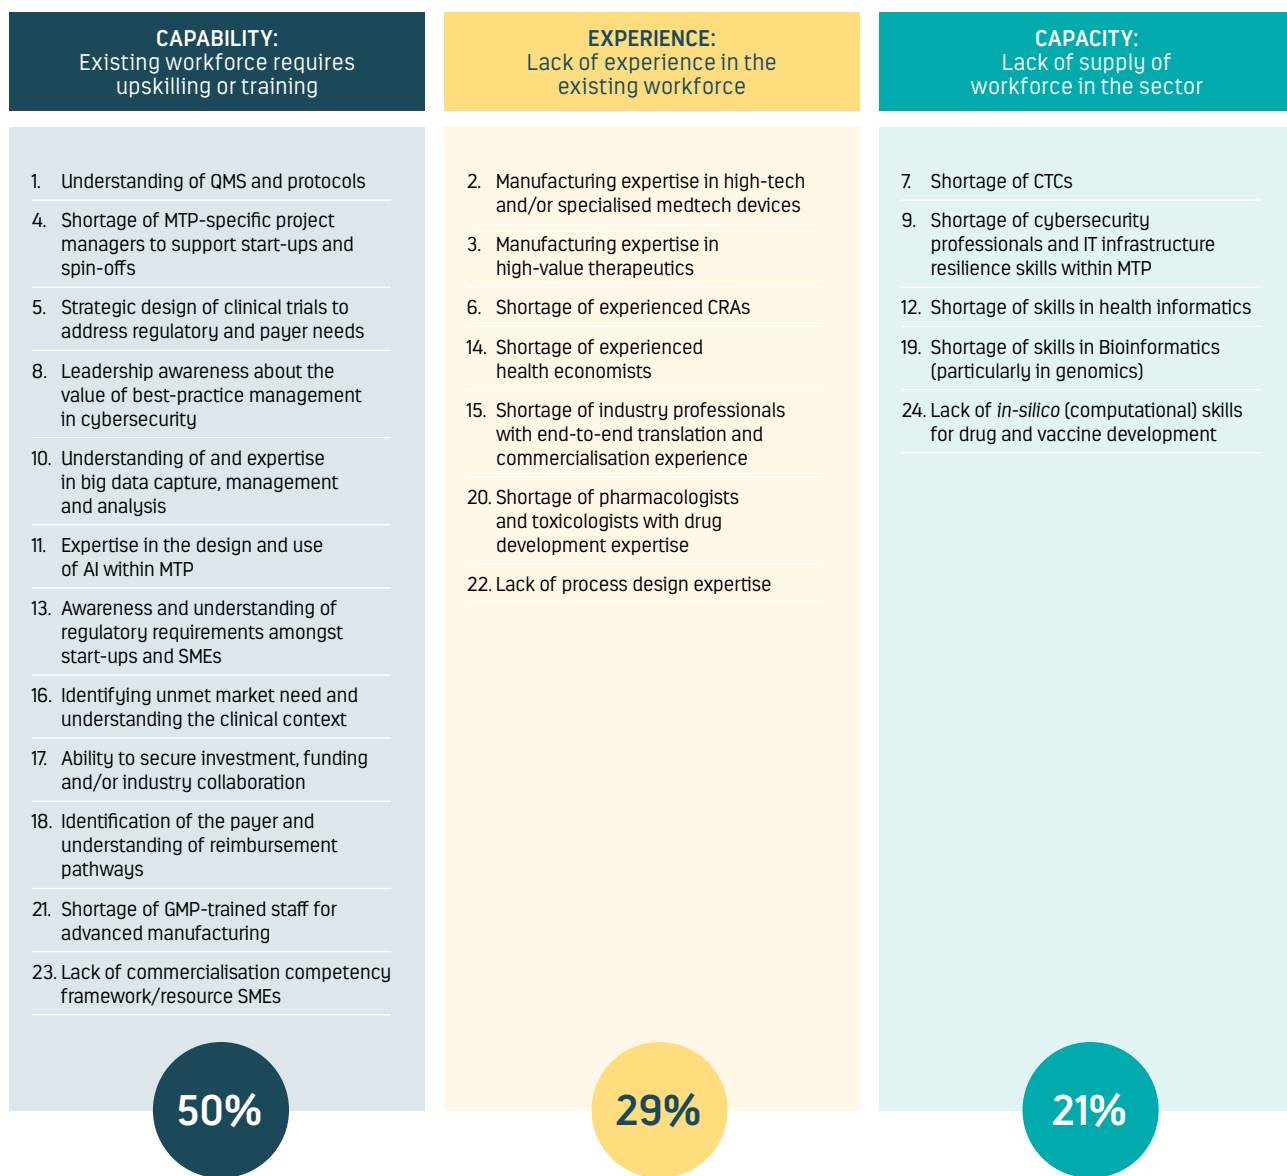 CAPABILITY:
Existing workforce requires
upskilling or training
1. Understanding of QMS and protocols
4. Shortage of MTP-specific project
managers to support start-ups and
spin-offs
5. Strategic design of clinical trials to
address regulatory and payer needs
8. Leadership awareness about the
value of best-practice management
in cybersecurity
10. Understanding of and expertise
in big data capture, management
and analysis
11. Expertise in the design and use
of AI within MTP
13. Awareness and understanding of
regulatory requirements amongst
start-ups and SMEs
16. Identifying unmet market need and
understanding the clinical context
17. Ability to secure investment, funding
and/or industry collaboration
18. Identification of the payer and
understanding of reimbursement
pathways
21. Shortage of GMP-trained staff for
advanced manufacturing
23. Lack of commercialisation competency
framework/resource SMEs
50%
EXPERIENCE:
Lack of experience in the
existing workforce
2. Manufacturing expertise in high-tech
and/or specialised medtech devices
3. Manufacturing expertise in
high-value therapeutics
6. Shortage of experienced CRAs
14. Shortage of experienced
health economists
15. Shortage of industry professionals
with end-to-end translation and
commercialisation experience
20. Shortage of pharmacologists
and toxicologists with drug
development expertise
22. Lack of process design expertise
29%
CAPACITY:
Lack of supply of
workforce in the sector
7. Shortage of CTCs
9. Shortage of cybersecurity
professionals and IT infrastructure
resilience skills within MTP
12. Shortage of skills in health informatics
19. Shortage of skills in Bioinformatics
(particularly in genomics)
24. Lack of in-silico (computational) skills
for drug and vaccine development
21%